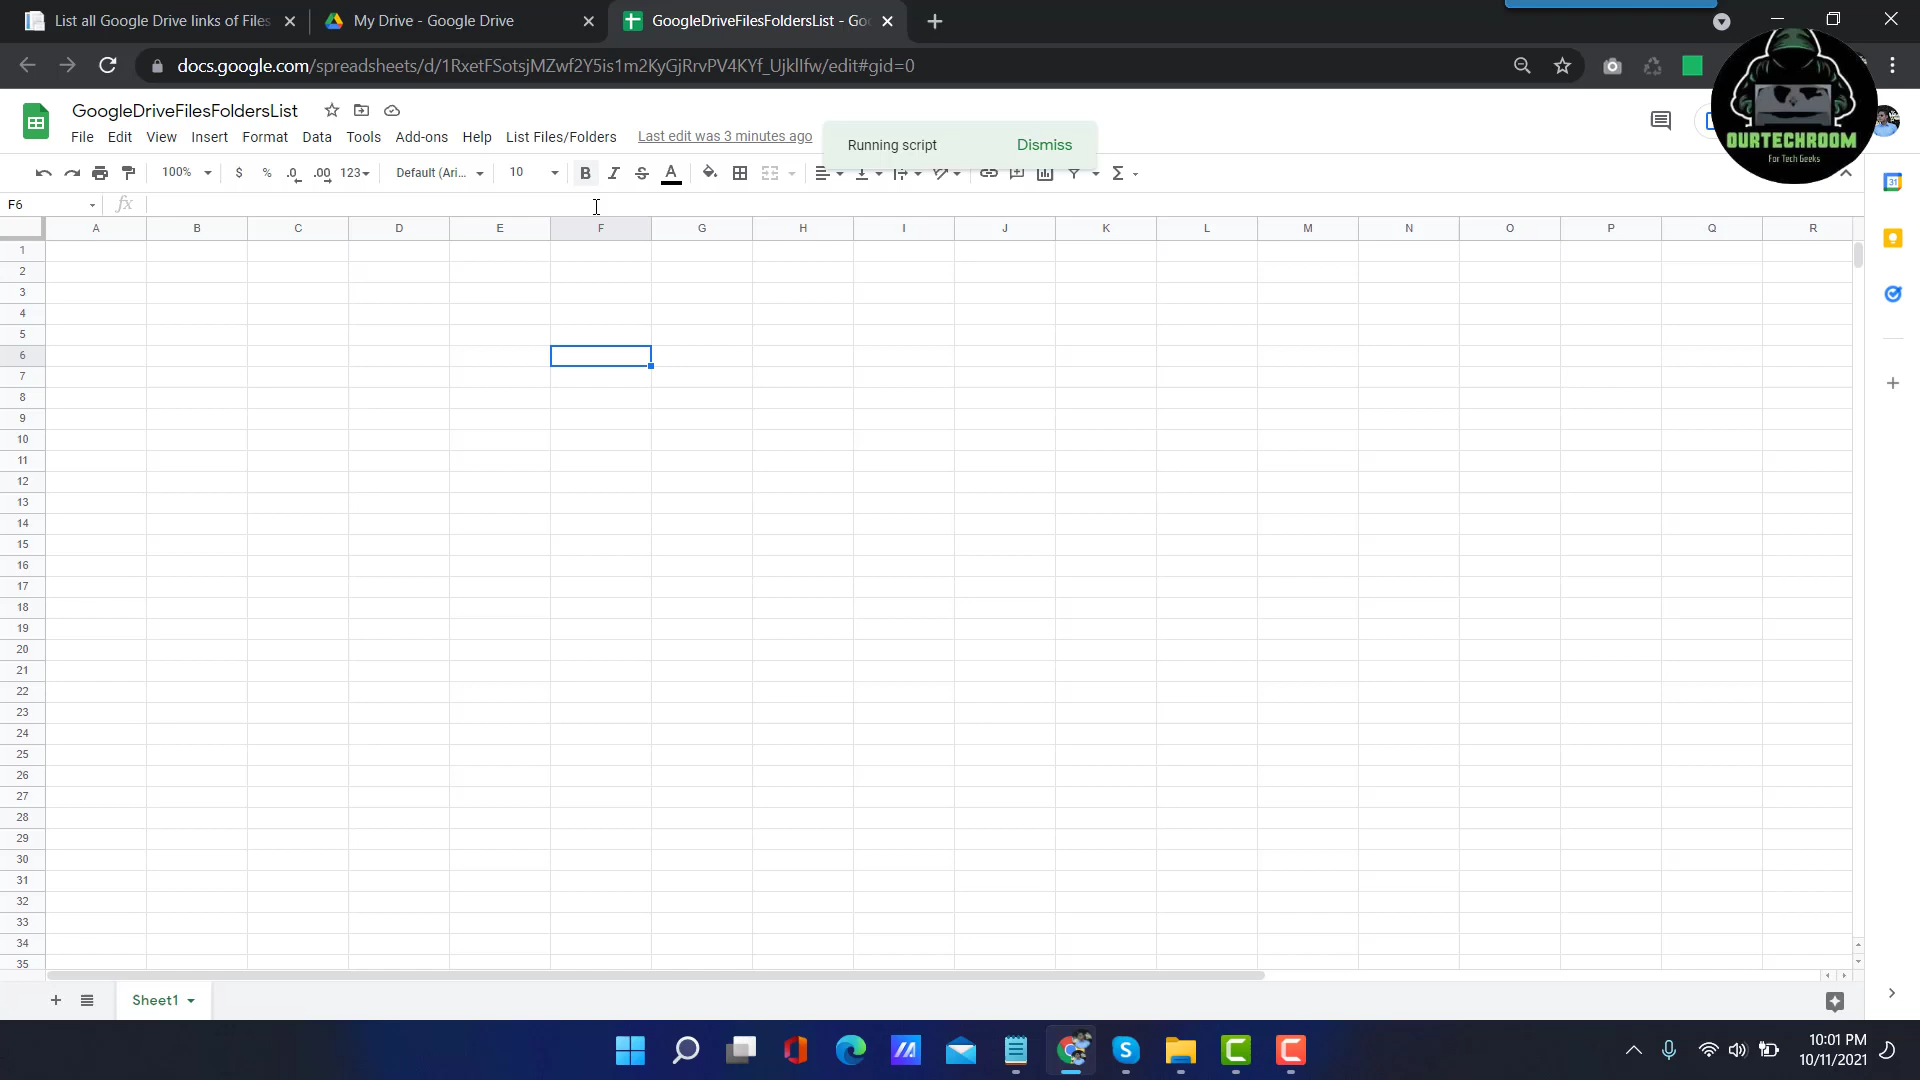 List all Google Drive links of Files
My Drive - Google Drive
GoogleDriveFilesFoldersList - Go
docs.google.com/spreadsheets/d/1RxetFSotsjMZwf2Y5is1m2KyGjRrvPV4KYf_UjklIfw/edit#gid=0
GoogleDriveFilesFoldersList
File Edit View Insert Format Data Tools Add-ons Help List Files/Folders Last edit was 3 minutes ago
Running script Dismiss
OURTECHROOM
For Tech Geeks
100% $ % .0 .00 123 Default (Ari... 10 B I S A Σ
F6 fx
A B C D E F G H I J K L M N O P Q R
1
2
3
4
5
6
7
8
9
10
11
12
13
14
15
16
17
18
19
20
21
22
23
24
25
26
27
28
29
30
31
32
33
34
35
31
Sheet1
10:01 PM
10/11/2021